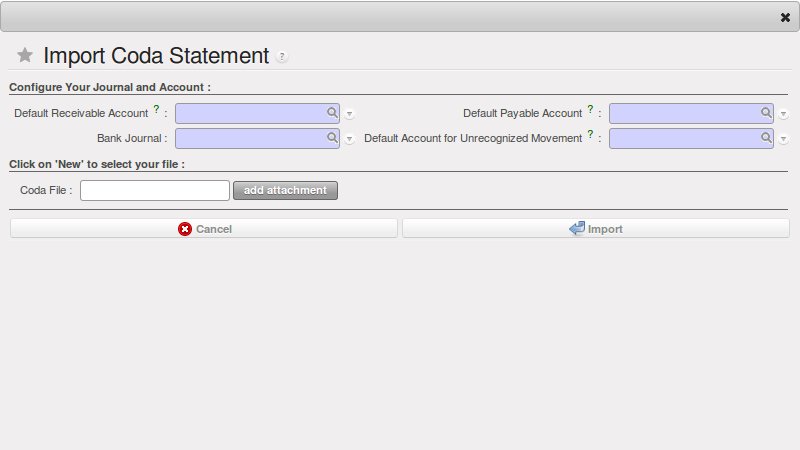 Import Coda Statement ?
Configure Your Journal and Account :
Default Receivable Account ? : Default Payable Account ? :
Bank Journal : Default Account for Unrecognized Movement ? :
Click on 'New' to select your file :
Coda File : add attachment
Cancel Import